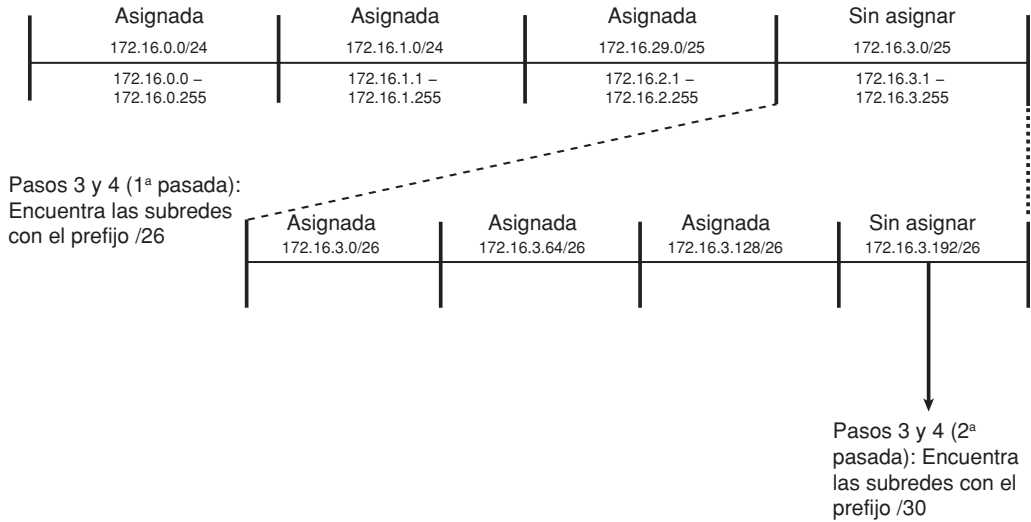 Asignada
Asignada
Asignada
Sin asignar
172.16.0.0/24
172.16.1.0/24
172.16.29.0/25
172.16.3.0/25
172.16.0.0 –
172.16.0.255
172.16.1.1 –
172.16.1.255
172.16.2.1 –
172.16.2.255
172.16.3.1 –
172.16.3.255
Pasos 3 y 4 (1ª pasada):
Encuentra las subredes
con el prefijo /26
Asignada
Asignada
Asignada
Sin asignar
172.16.3.0/26
172.16.3.64/26
172.16.3.128/26
172.16.3.192/26
Pasos 3 y 4 (2ª
pasada): Encuentra
las subredes con el
prefijo /30